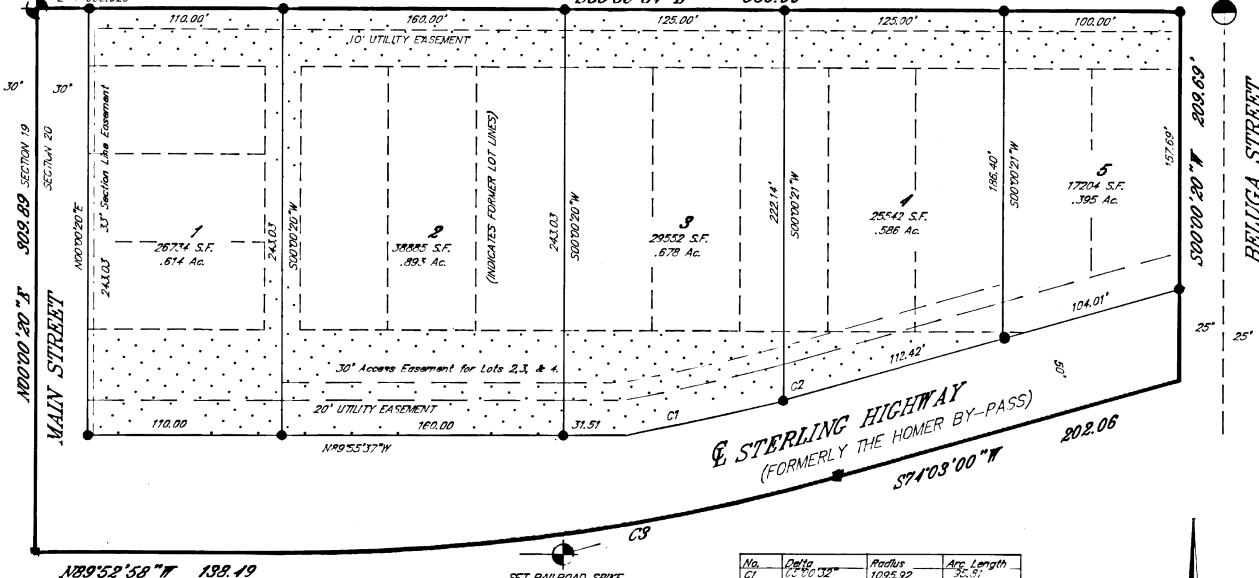 110.00'
160.00'
125.00'
125.00'
100.00'
10' UTILITY EASEMENT
30'
30'
309.89
SECTION 19
SECTION 20
N00°00'20"E
33' Section Line Easement
243.03
N00°00'20"E
MAIN STREET
1
26734 S.F.
.614 Ac.
243.03
S00°00'20"W
2
38885 S.F.
.893 Ac.
(INDICATES FORMER LOT LINES)
243.03
S00°00'20"W
3
29552 S.F.
.678 Ac.
222.14'
S00°00'21"W
4
25542 S.F.
.586 Ac.
186.40'
S00°00'21"W
5
17204 S.F.
.395 Ac.
157.69'
S00°00'20"W 209.69'
BELUGA STREET
25'
25'
30' Access Easement for Lots 2,3, & 4.
20' UTILITY EASEMENT
110.00
160.00
31.51
C1
C2
112.42'
104.01'
50'
N89°55'37"W
℄ STERLING HIGHWAY
(FORMERLY THE HOMER BY-PASS)
S74°03'00"W
202.06
C3
N89°52'58"W 138.49
SET RAILROAD SPIKE
No. Delta Radius Arc Length
C1 1095.92